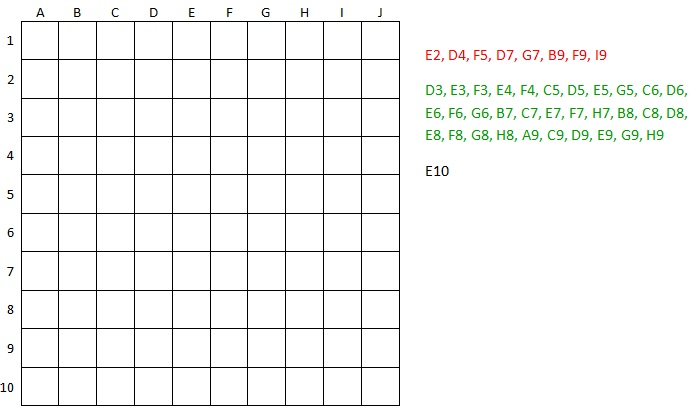 A B C D E F G H I J
1
2
3
4
5
6
7
8
9
10
E2, D4, F5, D7, G7, B9, F9, I9
D3, E3, F3, E4, F4, C5, D5, E5, G5, C6, D6,
E6, F6, G6, B7, C7, E7, F7, H7, B8, C8, D8,
E8, F8, G8, H8, A9, C9, D9, E9, G9, H9
E10